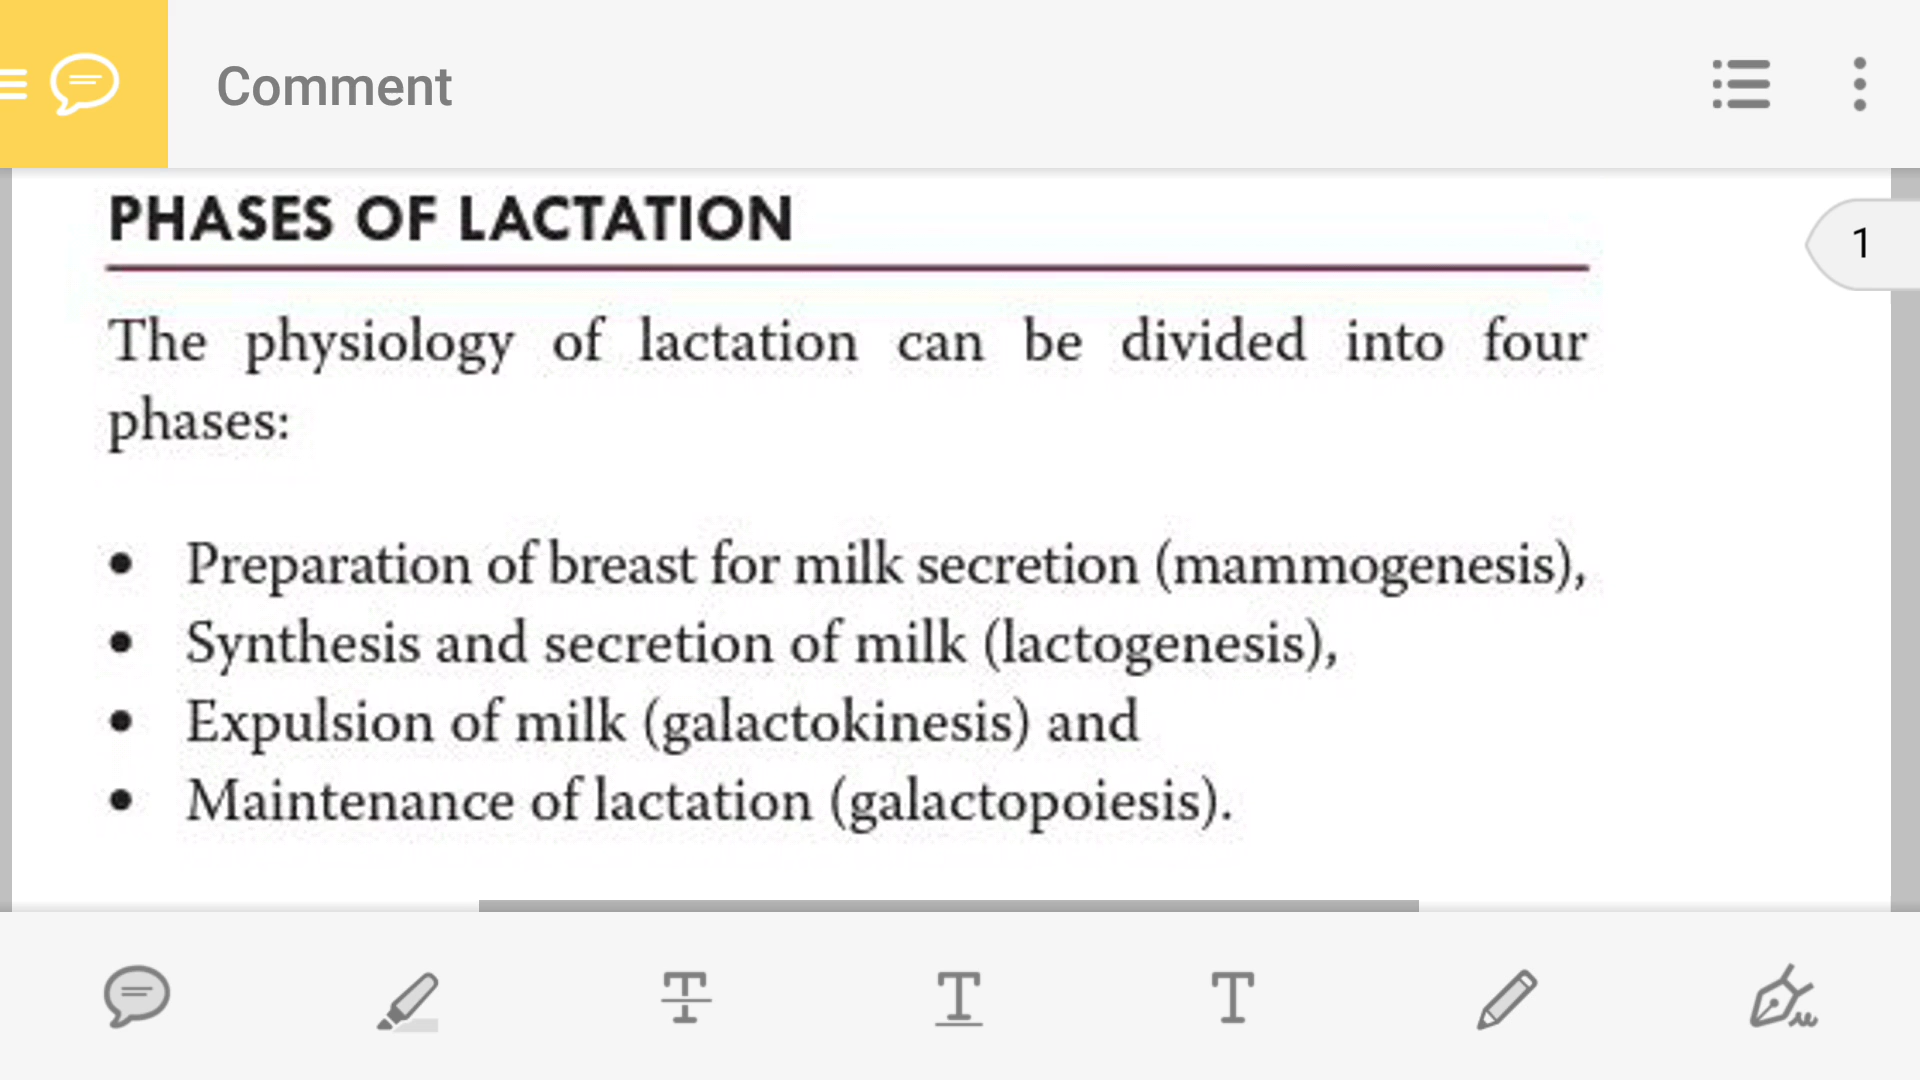 Comment
PHASES OF LACTATION
1
The physiology of lactation can be divided into four
phases:
• Preparation of breast for milk secretion (mammogenesis),
• Synthesis and secretion of milk (lactogenesis),
• Expulsion of milk (galactokinesis) and
• Maintenance of lactation (galactopoiesis).